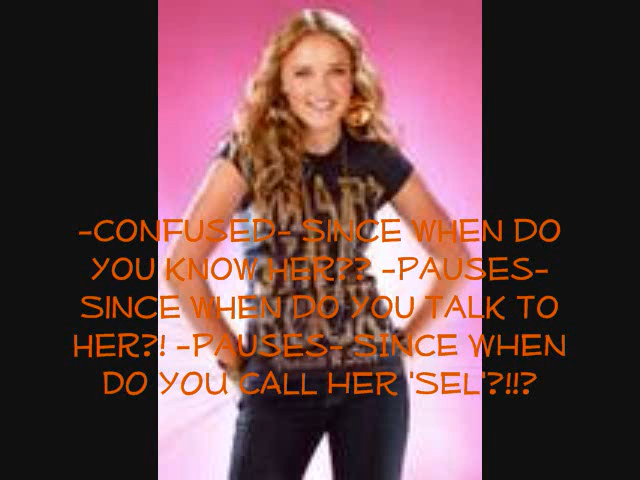 -CONFUSED- SINCE WHEN DO
YOU KNOW HER?? -PAUSES-
SINCE WHEN DO YOU TALK TO
HER?! -PAUSES- SINCE WHEN
DO YOU CALL HER 'SEL'?!!?